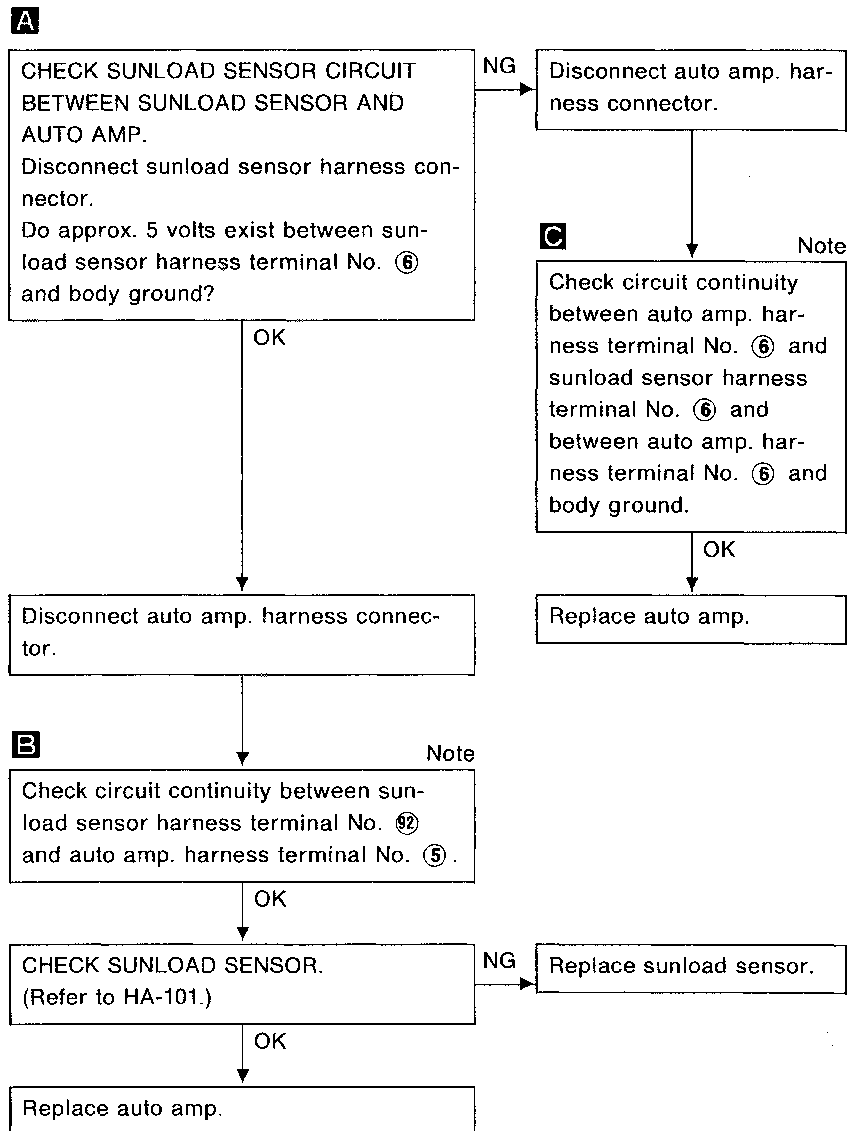 A
CHECK SUNLOAD SENSOR CIRCUIT
BETWEEN SUNLOAD SENSOR AND
AUTO AMP.
Disconnect sunload sensor harness con-
nector.
Do approx. 5 volts exist between sun-
load sensor harness terminal No. ⑥
and body ground?
NG
Disconnect auto amp. har-
ness connector.
OK
C
Note
Check circuit continuity
between auto amp. har-
ness terminal No. ⑥ and
sunload sensor harness
terminal No. ⑥ and
between auto amp. har-
ness terminal No. ⑥ and
body ground.
OK
Replace auto amp.
Disconnect auto amp. harness connec-
tor.
B
Note
Check circuit continuity between sun-
load sensor harness terminal No. 92
and auto amp. harness terminal No. ⑤.
OK
CHECK SUNLOAD SENSOR.
(Refer to HA-101.)
NG
Replace sunload sensor.
OK
Replace auto amp.